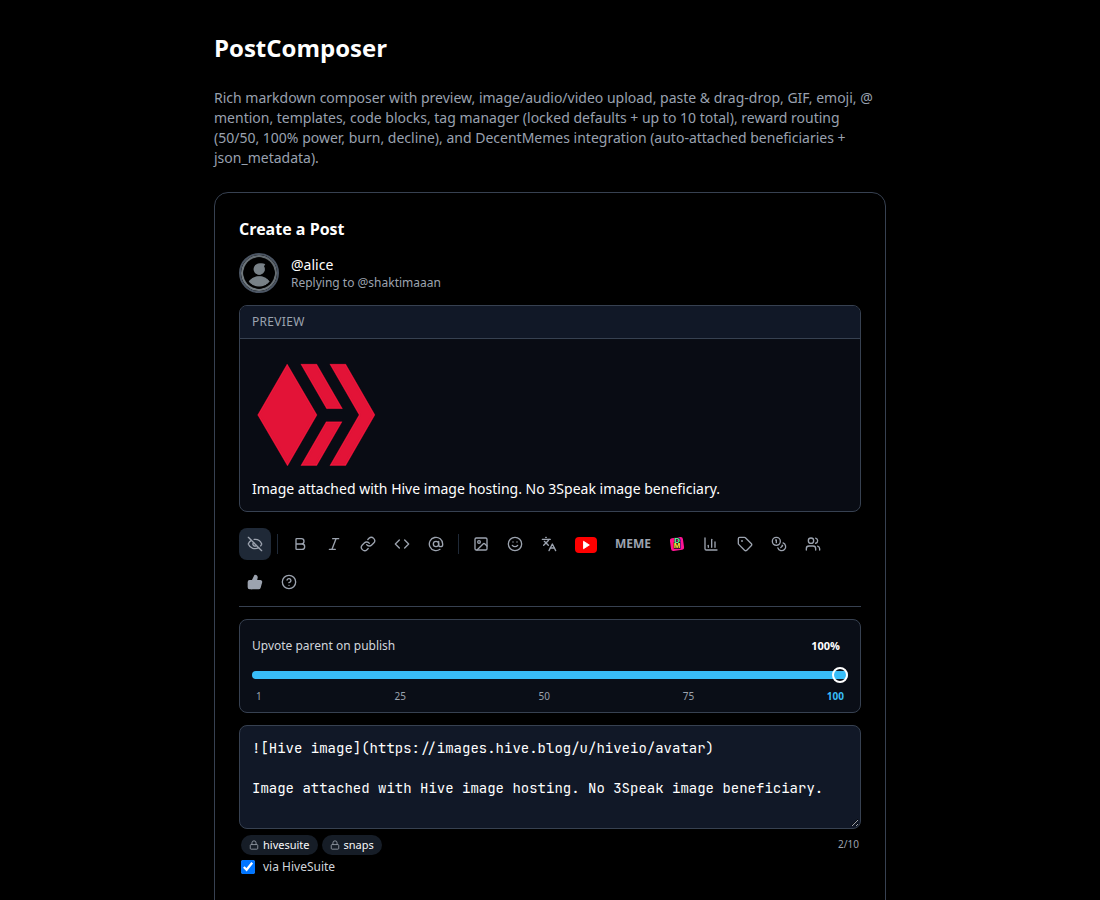 PostComposer
Rich markdown composer with preview, image/audio/video upload, paste & drag-drop, GIF, emoji, @
mention, templates, code blocks, tag manager (locked defaults + up to 10 total), reward routing
(50/50, 100% power, burn, decline), and DecentMemes integration (auto-attached beneficiaries +
json_metadata).
Create a Post
@alice
Replying to @shaktimaaan
PREVIEW
Image attached with Hive image hosting. No 3Speak image beneficiary.
MEME
Upvote parent on publish 100%
1 25 50 75 100
![Hive image](https://images.hive.blog/u/hiveio/avatar)
Image attached with Hive image hosting. No 3Speak image beneficiary.
hivesuite snaps 2/10
via HiveSuite